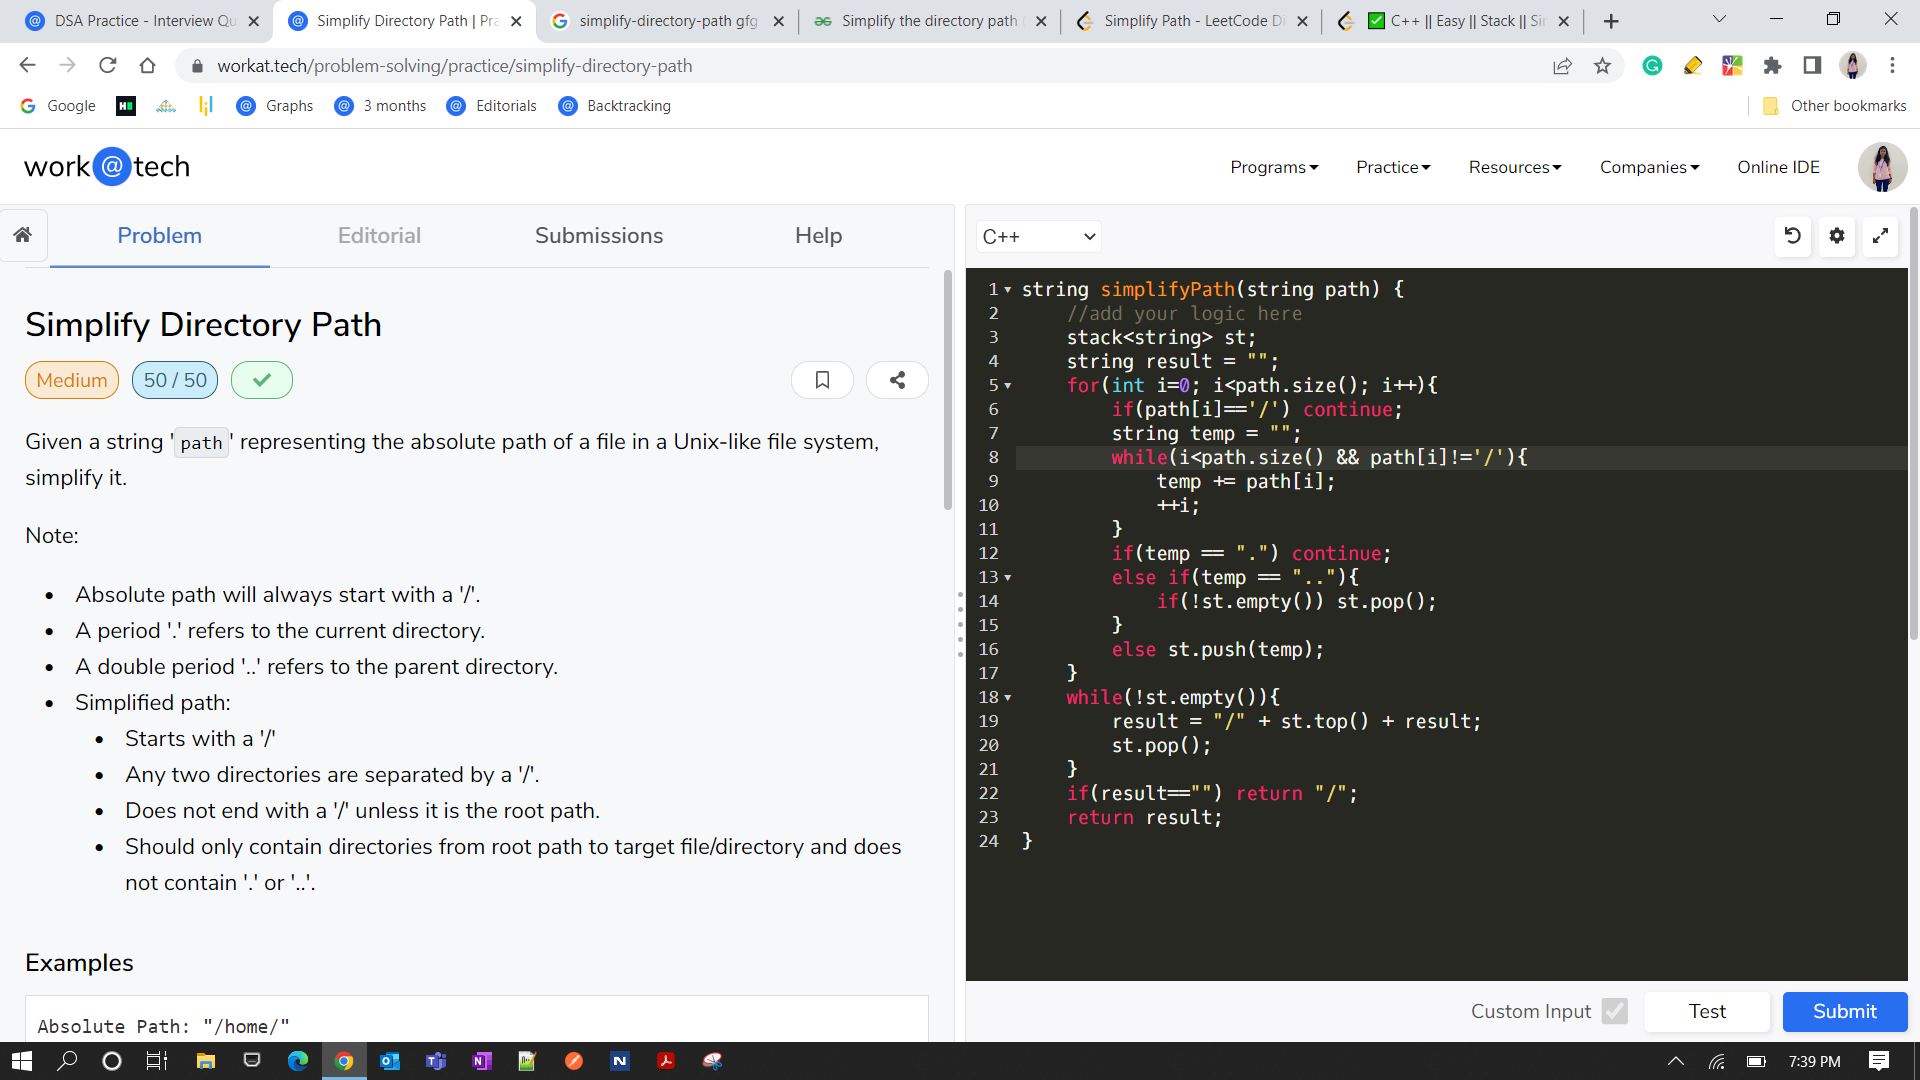 DSA Practice - Interview Qu
Simplify Directory Path | Pra
simplify-directory-path gfg
Simplify the directory path
Simplify Path - LeetCode Di
C++ || Easy || Stack || Sim
workat.tech/problem-solving/practice/simplify-directory-path
Google
Graphs
3 months
Editorials
Backtracking
Other bookmarks
work@tech
Programs
Practice
Resources
Companies
Online IDE
Problem
Editorial
Submissions
Help
Simplify Directory Path
Medium
50 / 50
Given a string 'path' representing the absolute path of a file in a Unix-like file system,
simplify it.
Note:
• Absolute path will always start with a '/'.
• A period '.' refers to the current directory.
• A double period '..' refers to the parent directory.
• Simplified path:
• Starts with a '/'
• Any two directories are separated by a '/'.
• Does not end with a '/' unless it is the root path.
• Should only contain directories from root path to target file/directory and does
not contain '.' or '..'.
Examples
Absolute Path: "/home/"
C++
1 string simplifyPath(string path) {
2 //add your logic here
3 stack<string> st;
4 string result = "";
5 for(int i=0; i<path.size(); i++){
6 if(path[i]=='/') continue;
7 string temp = "";
8 while(i<path.size() && path[i]!='/'){
9 temp += path[i];
10 ++i;
11 }
12 if(temp == ".") continue;
13 else if(temp == ".."){
14 if(!st.empty()) st.pop();
15 }
16 else st.push(temp);
17 }
18 while(!st.empty()){
19 result = "/" + st.top() + result;
20 st.pop();
21 }
22 if(result=="") return "/";
23 return result;
24 }
Custom Input
Test
Submit
7:39 PM